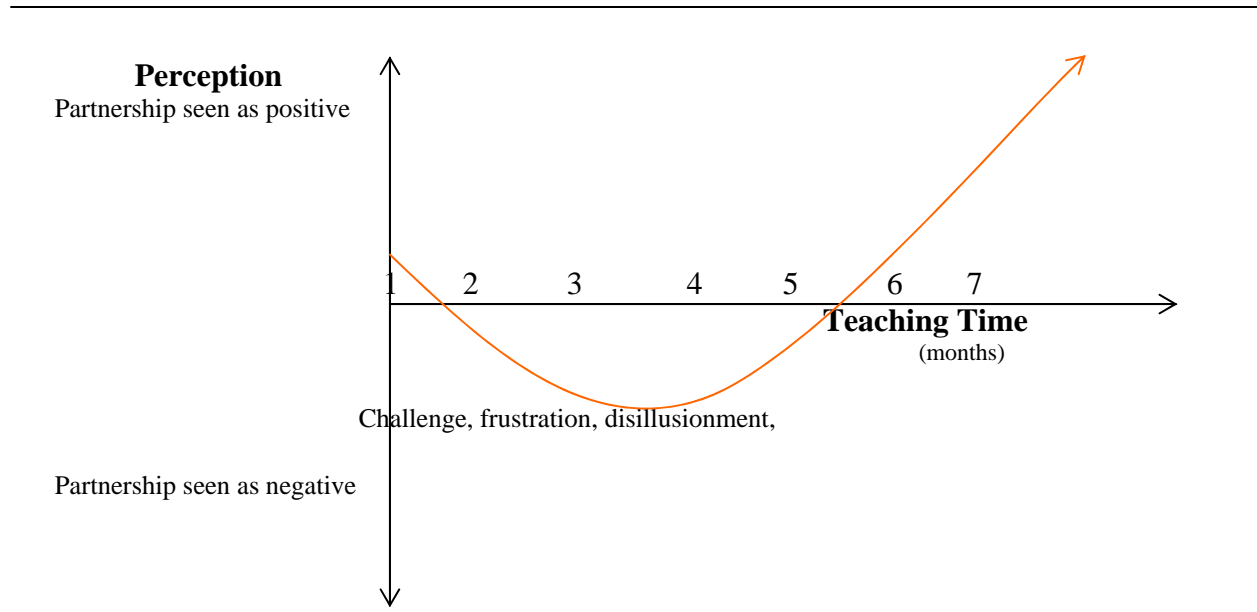 Perception
Partnership seen as positive
1 2 3 4 5 6 7
Teaching Time
(months)
Challenge, frustration, disillusionment,
Partnership seen as negative